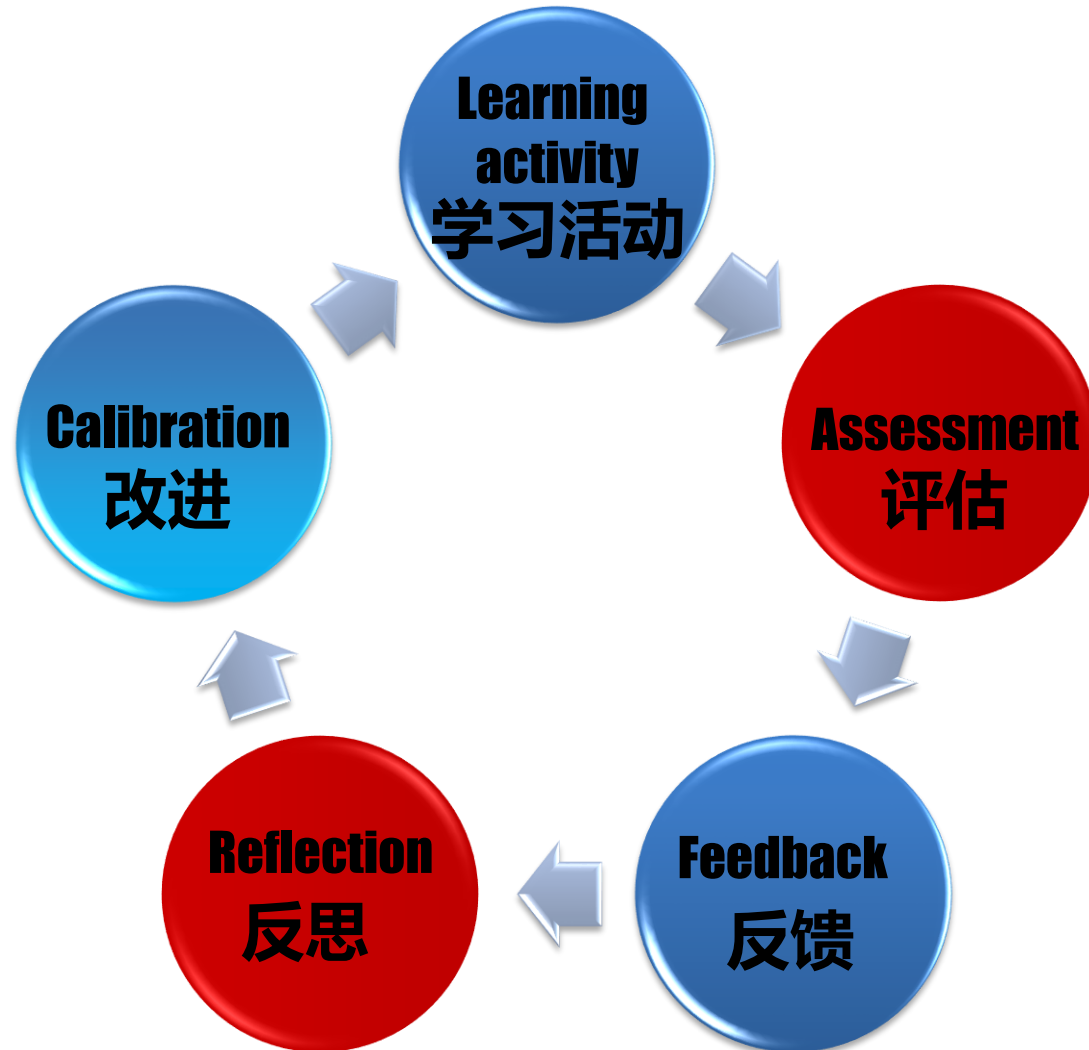 Learning
activity
学习活动
Assessment
评估
Feedback
反馈
Reflection
反思
Calibration
改进